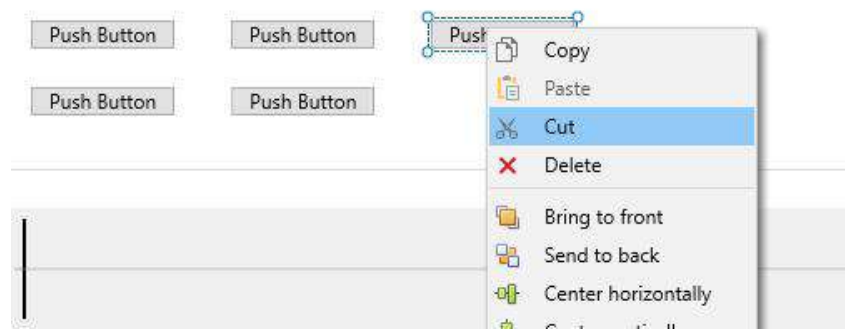 Push Button
Push Button
Push
Push Button
Push Button
Copy
Paste
Cut
Delete
Bring to front
Send to back
Center horizontally